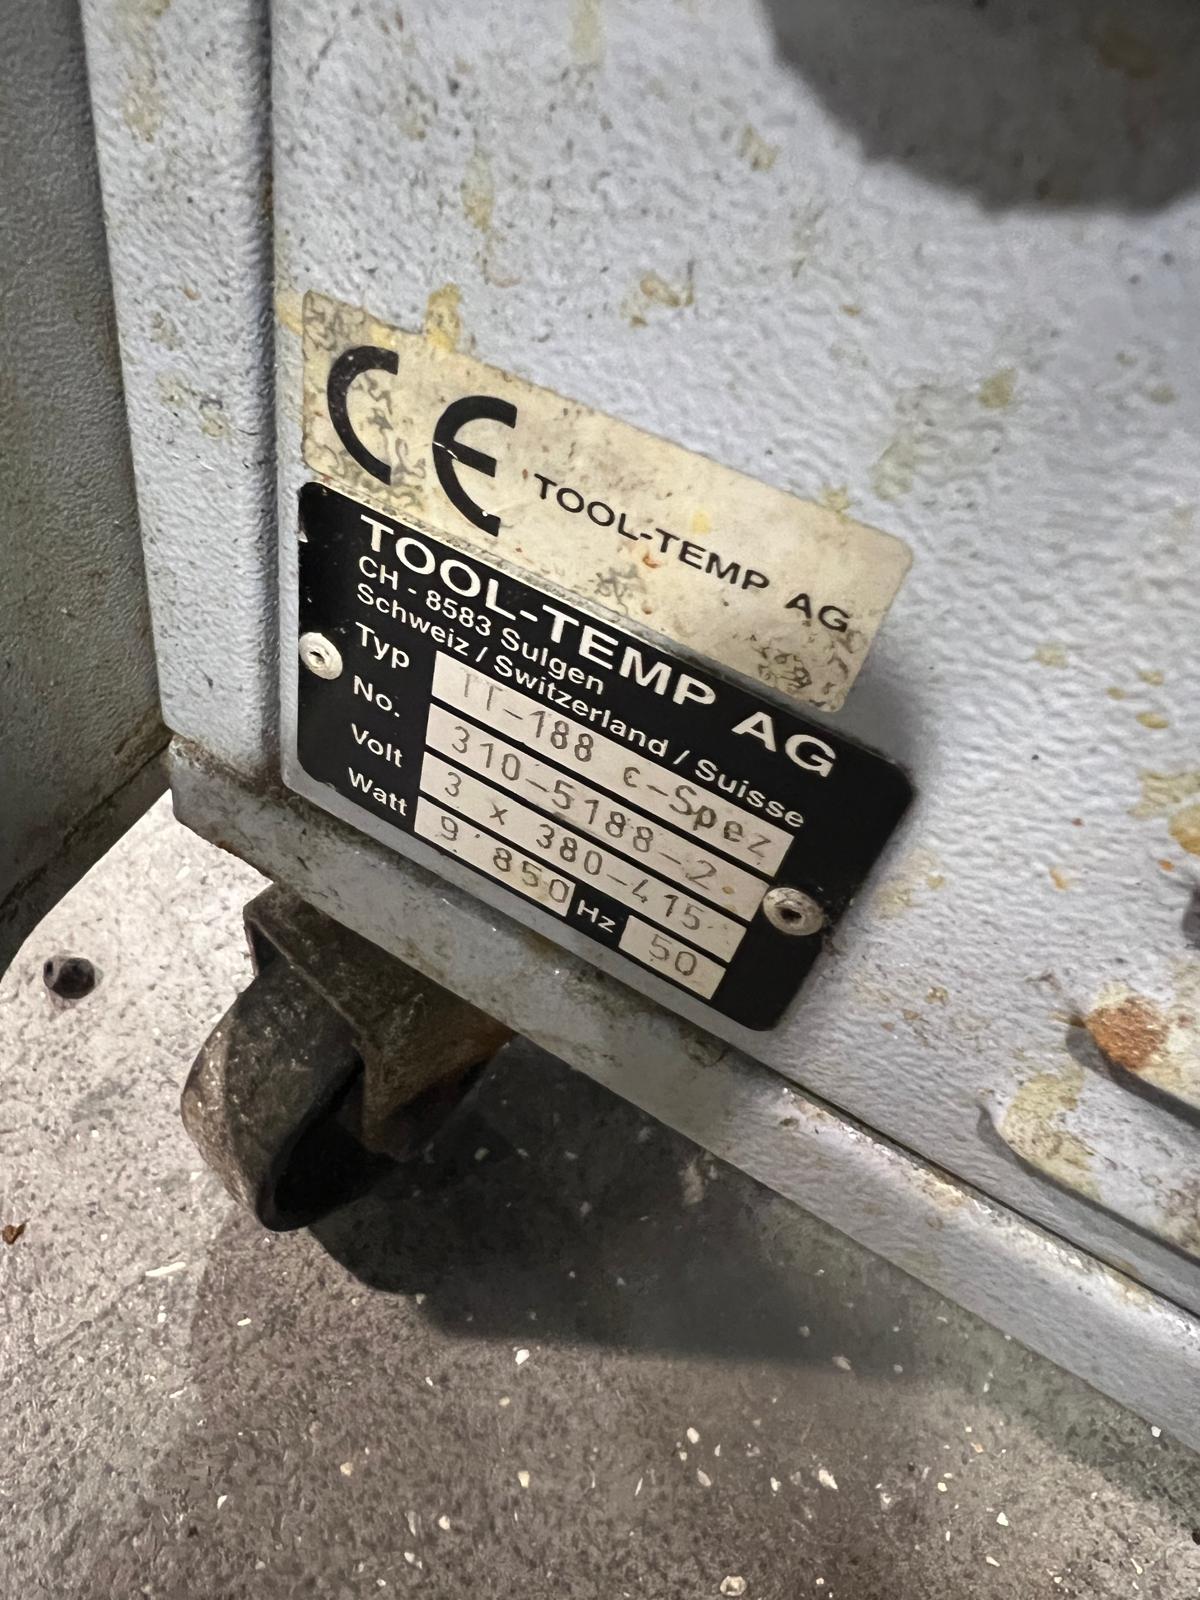 CE TOOL-TEMP AG
TOOL-TEMP AG
CH - 8583 Sulgen
Schweiz / Switzerland / Suisse
Typ TT-188 c-Spez
No. 310-5188-2.
Volt 3 x 380-415
Watt 9'850 Hz 50